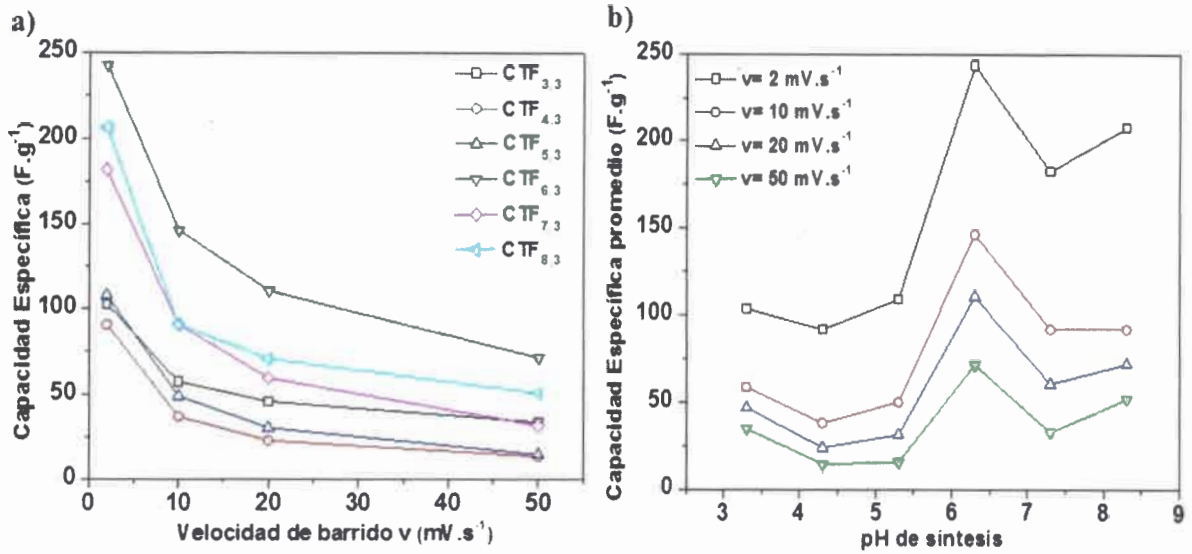 a)
Capacidad Específica (F.g⁻¹)
250
200
150
100
50
0
0
10
20
30
40
50
Velocidad de barrido v (mV.s⁻¹)
CTF₃.₃
CTF₄.₃
CTF₅.₃
CTF₆.₃
CTF₇.₃
CTF₈.₃
b)
Capacidad Específica promedio (F.g⁻¹)
250
200
150
100
50
0
3
4
5
6
7
8
9
pH de síntesis
v= 2 mV.s⁻¹
v= 10 mV.s⁻¹
v= 20 mV.s⁻¹
v= 50 mV.s⁻¹